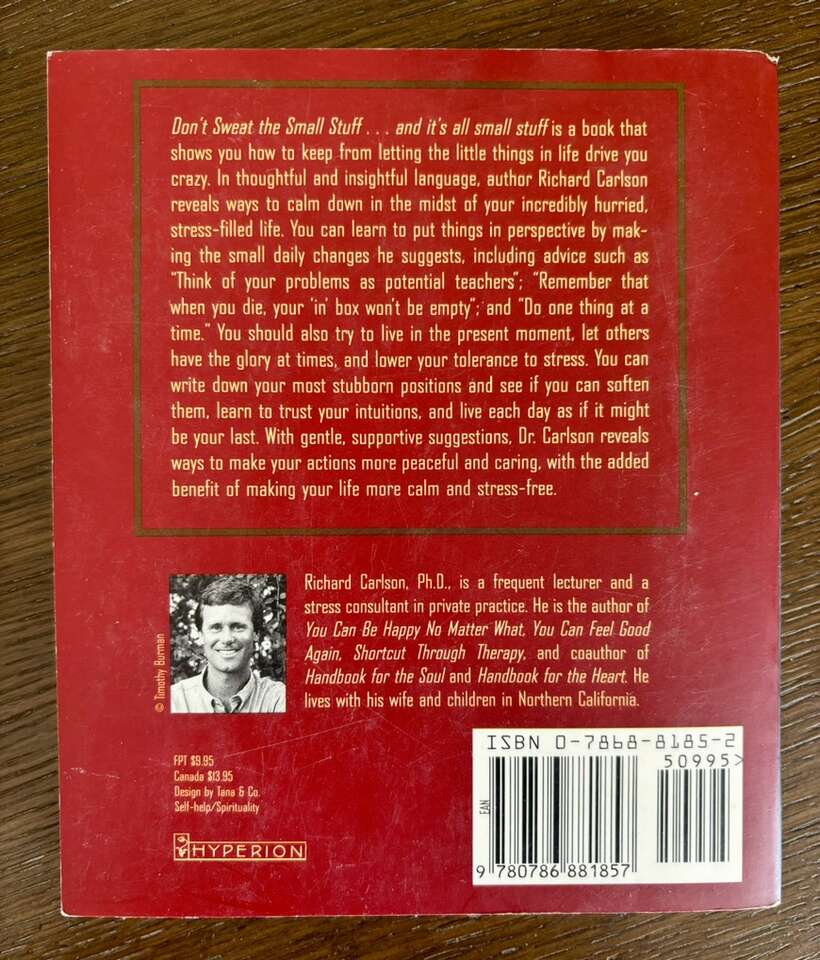 Don't Sweat the Small Stuff . . . and it's all small stuff is a book that
shows you how to keep from letting the little things in life drive you
crazy. In thoughtful and insightful language, author Richard Carlson
reveals ways to calm down in the midst of your incredibly hurried,
stress-filled life. You can learn to put things in perspective by mak-
ing the small daily changes he suggests, including advice such as
"Think of your problems as potential teachers"; "Remember that
when you die, your 'in' box won't be empty"; and "Do one thing at a
time." You should also try to live in the present moment, let others
have the glory at times, and lower your tolerance to stress. You can
write down your most stubborn positions and see if you can soften
them, learn to trust your intuitions, and live each day as if it might
be your last. With gentle, supportive suggestions, Dr. Carlson reveals
ways to make your actions more peaceful and caring, with the added
benefit of making your life more calm and stress-free.
© Timothy Burman
Richard Carlson, Ph.D., is a frequent lecturer and a
stress consultant in private practice. He is the author of
You Can Be Happy No Matter What, You Can Feel Good
Again, Shortcut Through Therapy, and coauthor of
Handbook for the Soul and Handbook for the Heart. He
lives with his wife and children in Northern California.
FPT $9.95
Canada $13.95
Design by Tana & Co.
Self-help/Spirituality
HYPERION
ISBN 0-7868-8185-2
50995>
EAN
9 780786 881857